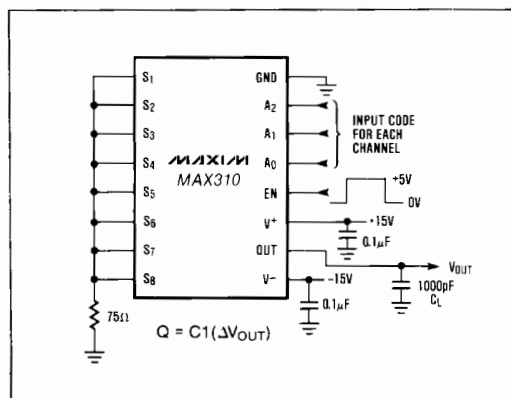 S1
GND
S2
A2
INPUT CODE
FOR EACH
CHANNEL
S3
A1
S4
MAXIM
MAX310
A0
S5
EN
+5V
0V
S6
V+
+15V
0.1µF
S7
OUT
VOUT
S8
V−
−15V
1000pF
CL
75Ω
0.1µF
Q = C1(ΔVOUT)